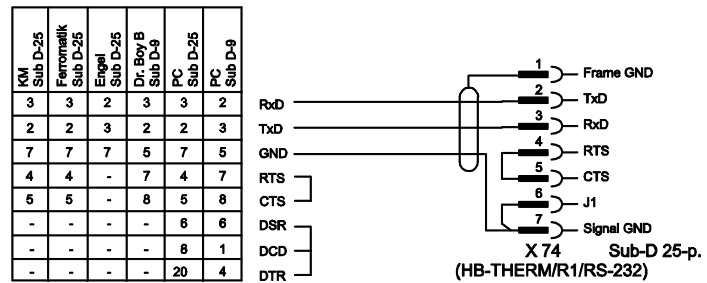 KM Sub D-25 Ferromatik Sub D-25 Engel Sub D-25 Dr. Boy B Sub D-9 PC Sub D-25 PC Sub D-9
3 3 2 3 3 2 RxD
2 2 3 2 2 3 TxD
7 7 7 5 7 5 GND
4 4 - 7 4 7 RTS
5 5 - 8 5 8 CTS
- - - - 6 6 DSR
- - - - 8 1 DCD
- - - - 20 4 DTR
1 Frame GND
2 TxD
3 RxD
4 RTS
5 CTS
6 J1
7 Signal GND
X 74 Sub-D 25-p.
(HB-THERM/R1/RS-232)